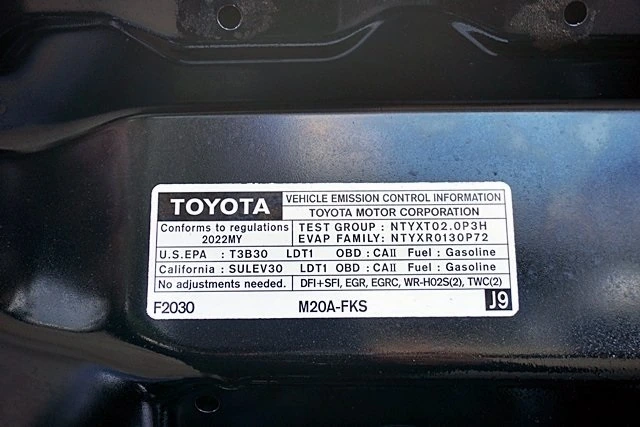 TOYOTA
VEHICLE EMISSION CONTROL INFORMATION
TOYOTA MOTOR CORPORATION
Conforms to regulations
2022MY
TEST GROUP : NTYXT02.0P3H
EVAP FAMILY: NTYXR0130P72
U.S.EPA : T3B30 LDT1 OBD : CAII Fuel : Gasoline
California : SULEV30 LDT1 OBD : CAII Fuel : Gasoline
No adjustments needed. DFI+SFI, EGR, EGRC, WR-HO2S(2), TWC(2)
F2030 M20A-FKS J9